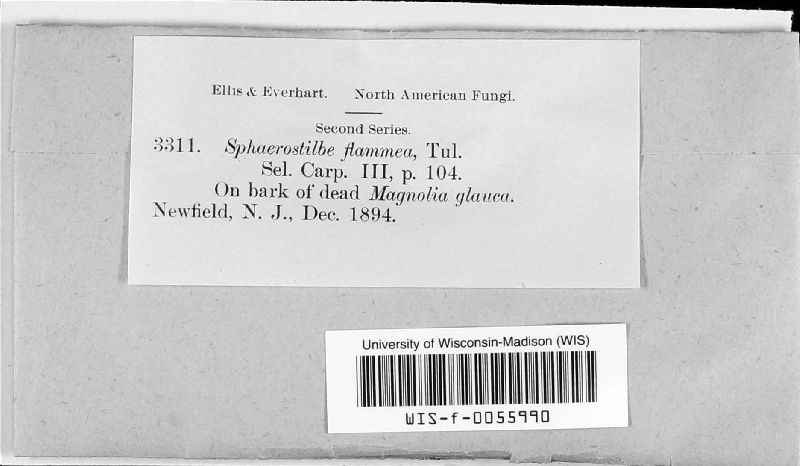 Ellis & Everhart. North American Fungi.
Second Series.
3311. Sphaerostilbe flammea, Tul.
Sel. Carp. III, p. 104.
On bark of dead Magnolia glauca.
Newfield, N. J., Dec. 1894.
University of Wisconsin-Madison (WIS)
WIS-f-0055990